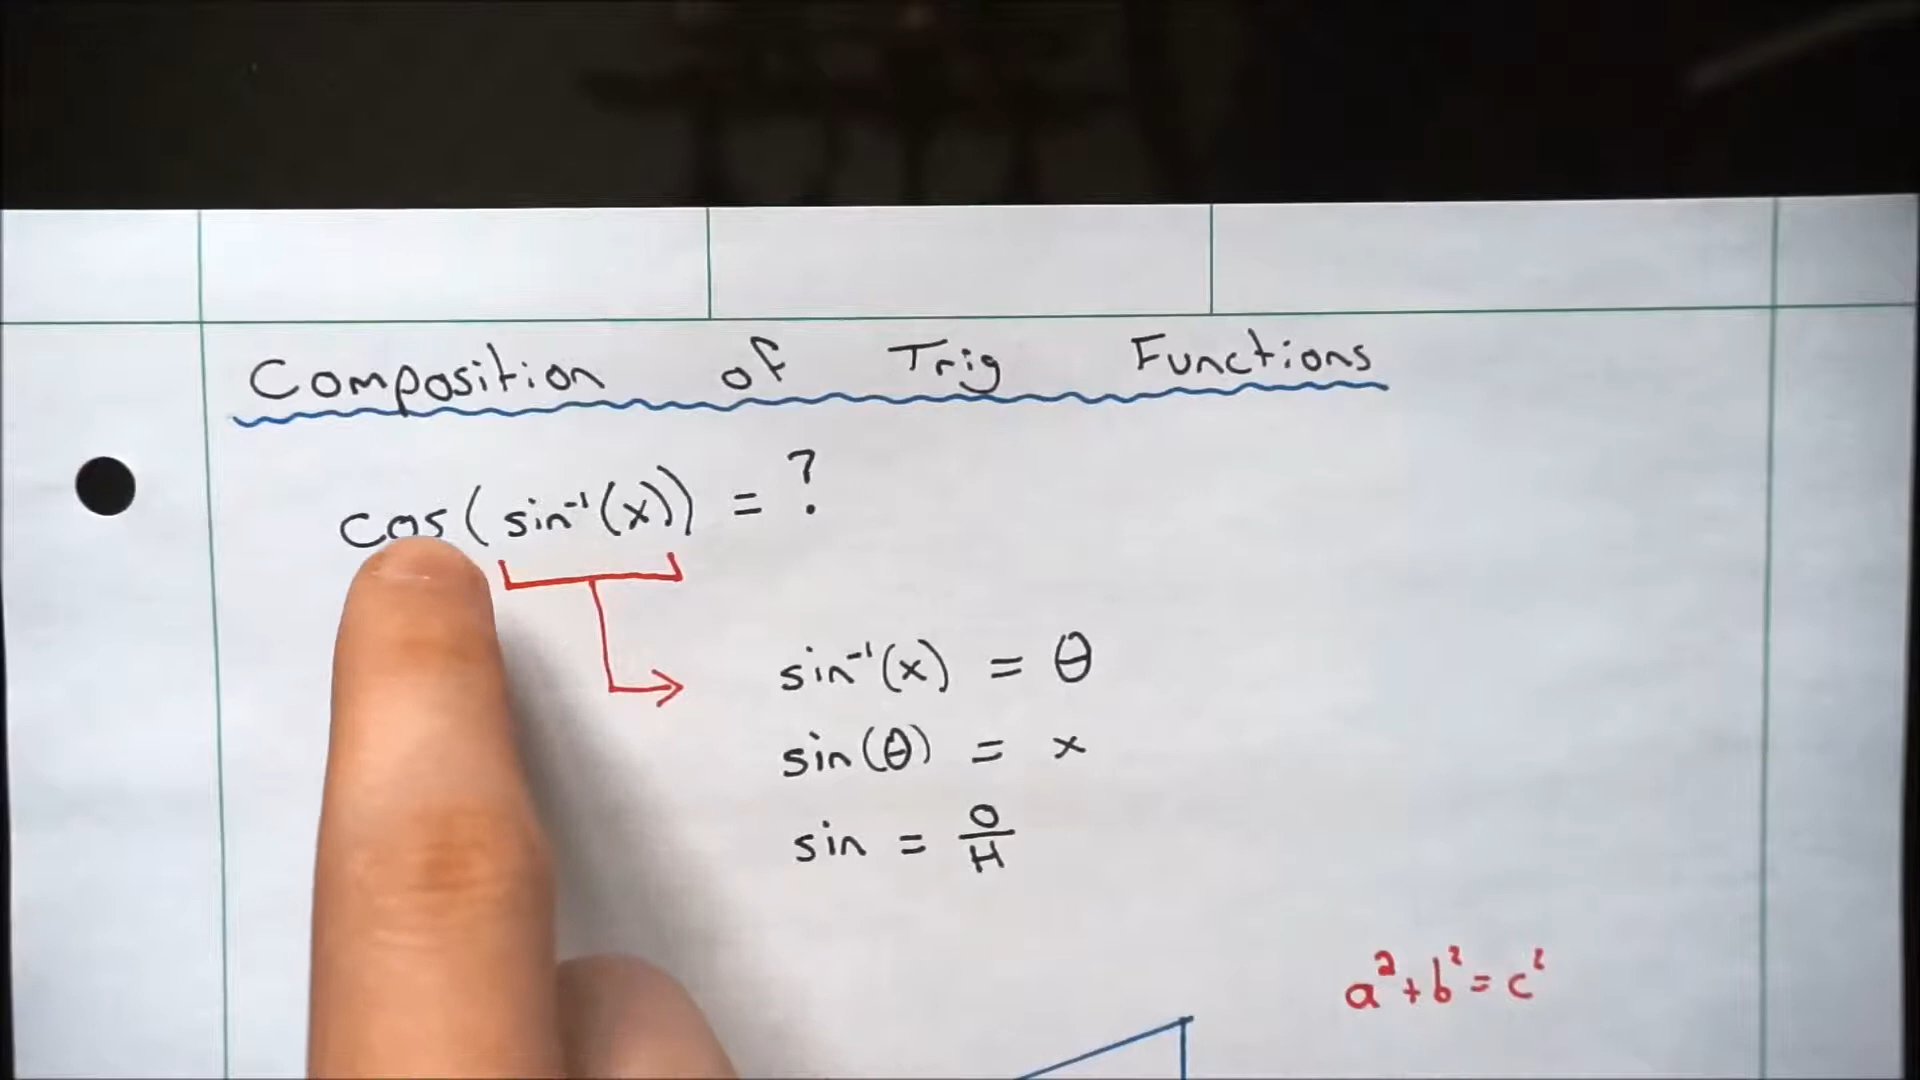 Composition of Trig Functions
cos(sin⁻¹(x)) = ?
sin⁻¹(x) = θ
sin(θ) = x
sin = O/H
a² + b² = c²